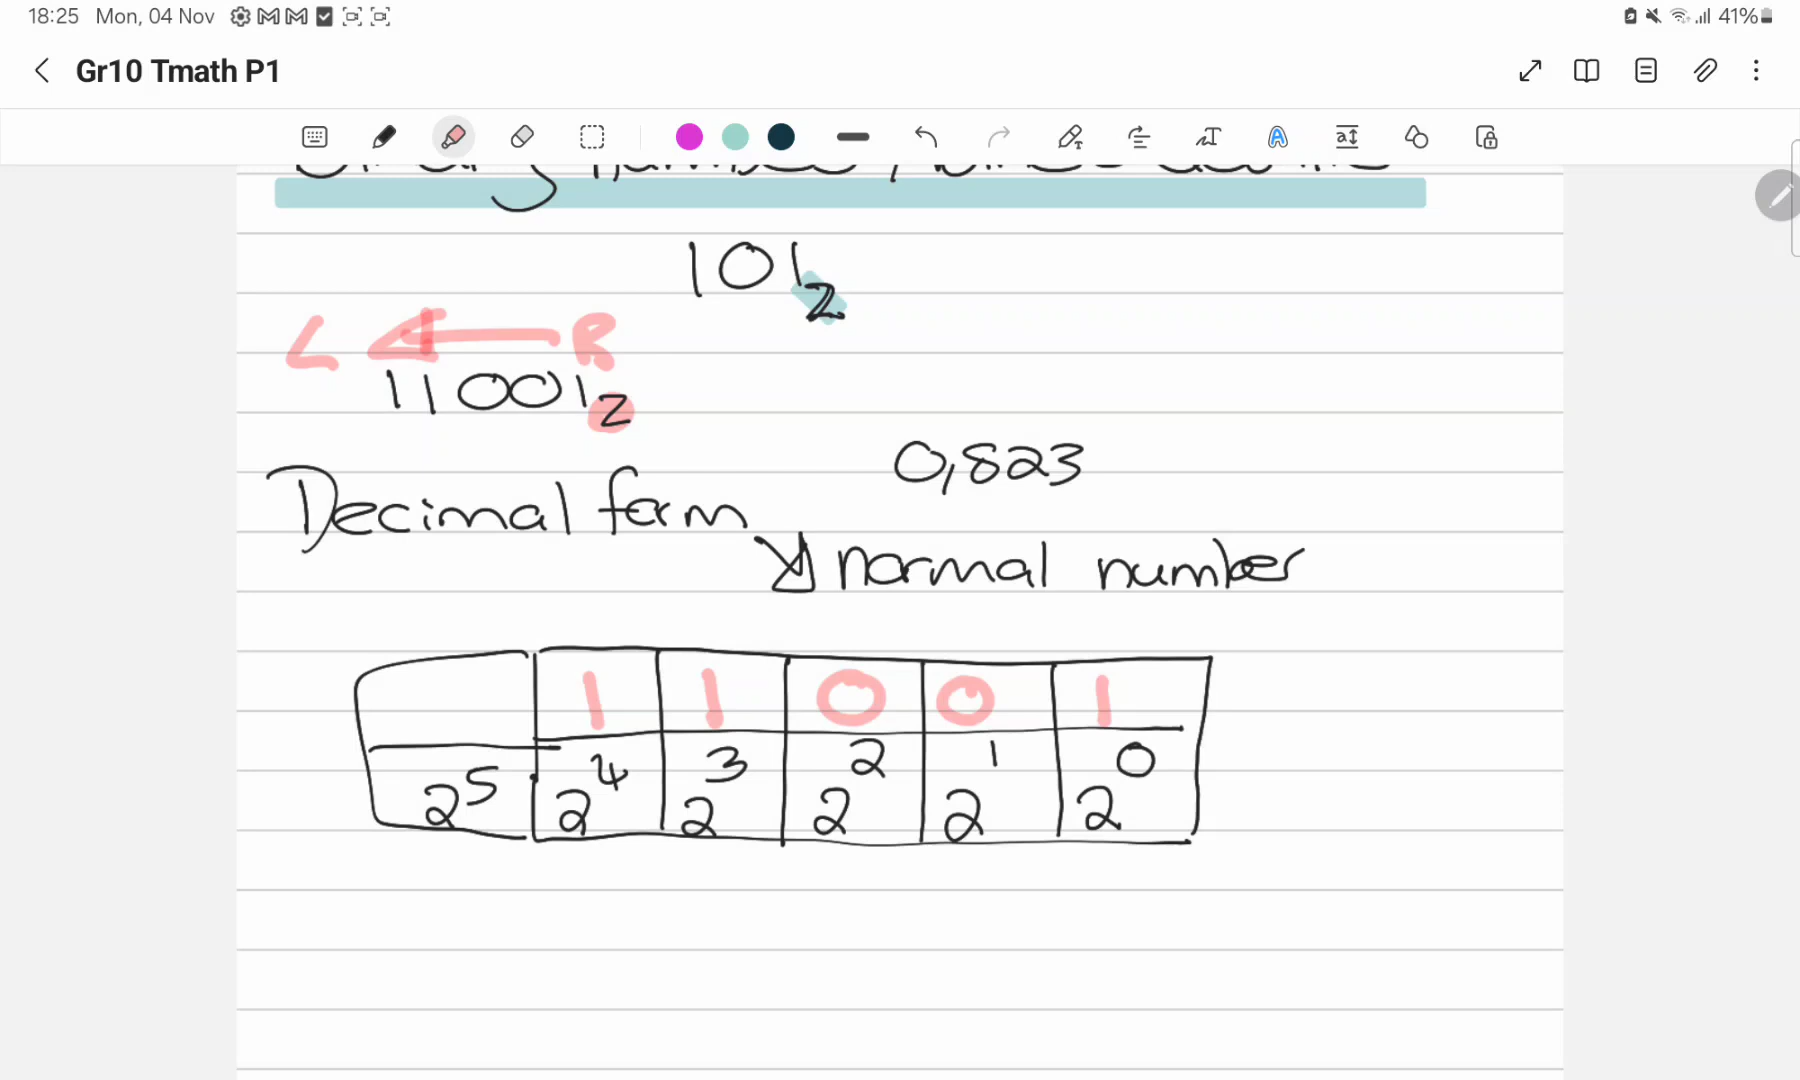 18:25 Mon, 04 Nov 41%
Gr10 Tmath P1
101₂
L R
11001₂
0,823
Decimal form
normal number
1 1 0 0 1
2⁵ 2⁴ 2³ 2² 2¹ 2⁰